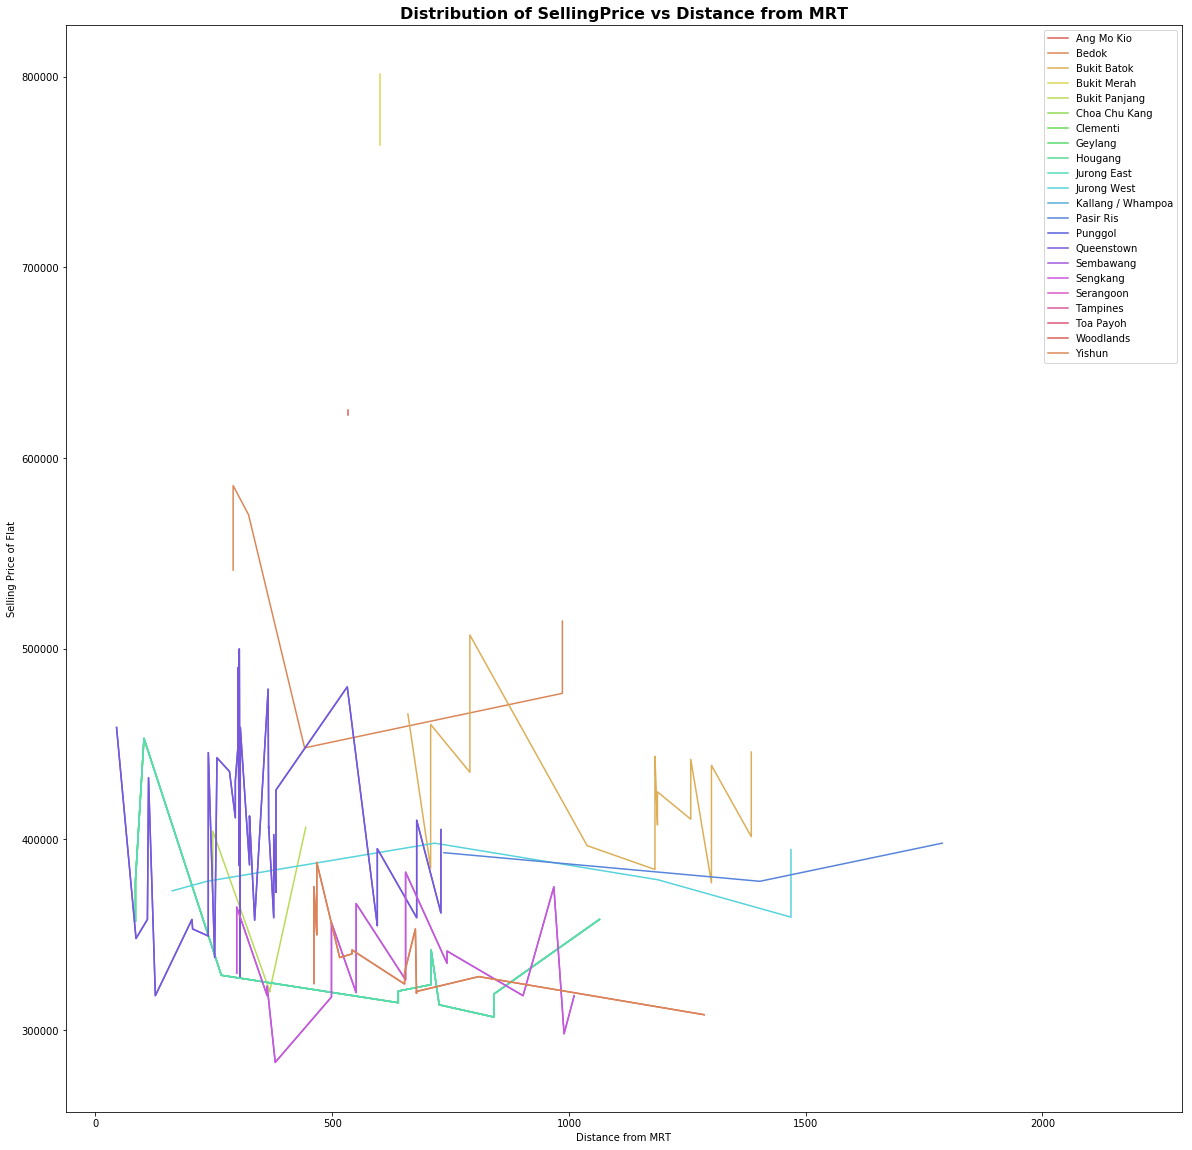 Distribution of SellingPrice vs Distance from MRT
Ang Mo Kio
Bedok
Bukit Batok
Bukit Merah
Bukit Panjang
Choa Chu Kang
Clementi
Geylang
Hougang
Jurong East
Jurong West
Kallang / Whampoa
Pasir Ris
Punggol
Queenstown
Sembawang
Sengkang
Serangoon
Tampines
Toa Payoh
Woodlands
Yishun
800000
700000
600000
500000
400000
300000
Selling Price of Flat
0
500
1000
1500
2000
Distance from MRT